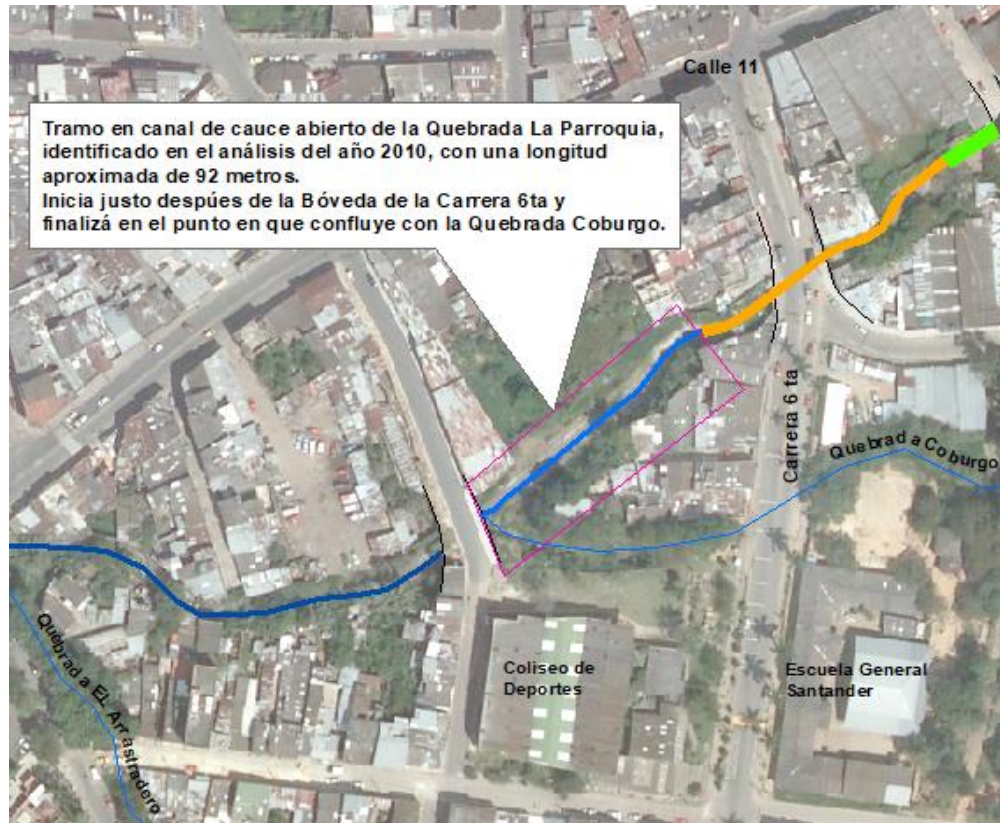 Calle 11
Tramo en canal de cauce abierto de la Quebrada La Parroquia,
identificado en el análisis del año 2010, con una longitud
aproximada de 92 metros.
Inicia justo despúes de la Bóveda de la Carrera 6ta y
finalizá en el punto en que confluye con la Quebrada Coburgo.
Carrera 6 ta
Quebrad a Coburgo
Quebrad a EL Arrastradero
Coliseo de
Deportes
Escuela General
Santander